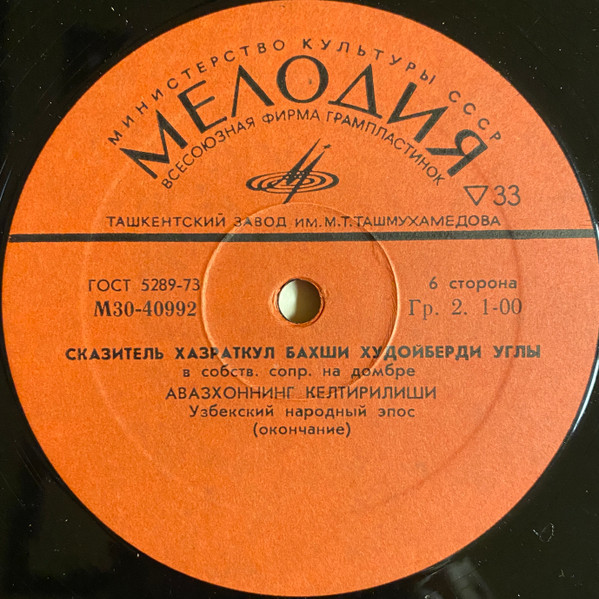 МИНИСТЕРСТВО КУЛЬТУРЫ СССР
МЕЛОДИЯ
ВСЕСОЮЗНАЯ ФИРМА ГРАМПЛАСТИНОК
▽33
ТАШКЕНТСКИЙ ЗАВОД ИМ. М.Т. ТАШМУХАМЕДОВА
ГОСТ 5289-73
6 сторона
М30-40992
Гр. 2. 1-00
СКАЗИТЕЛЬ ХАЗРАТКУЛ БАХШИ ХУДОЙБЕРДИ УГЛЫ
в собств. сопр. на домбре
АВАЗХОННИНГ КЕЛТИРИЛИШИ
Узбекский народный эпос
(окончание)